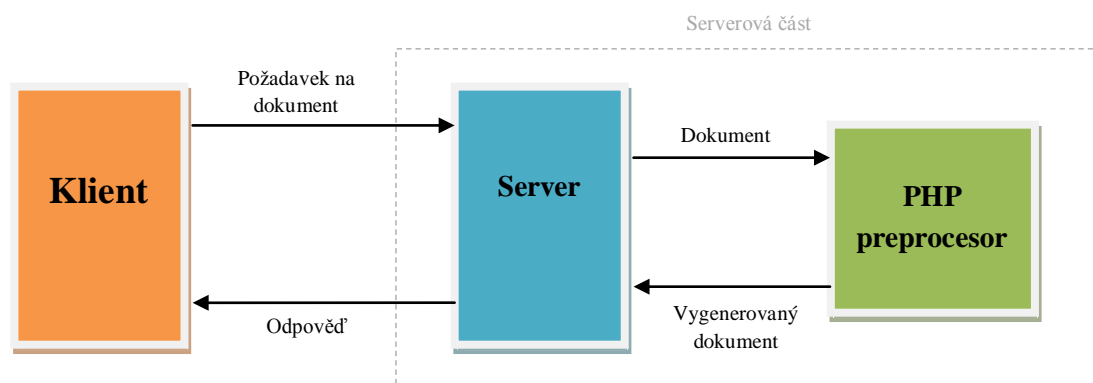 Serverová část
Požadavek na
dokument
Klient
Server
Dokument
PHP
preprocesor
Odpověď
Vygenerovaný
dokument